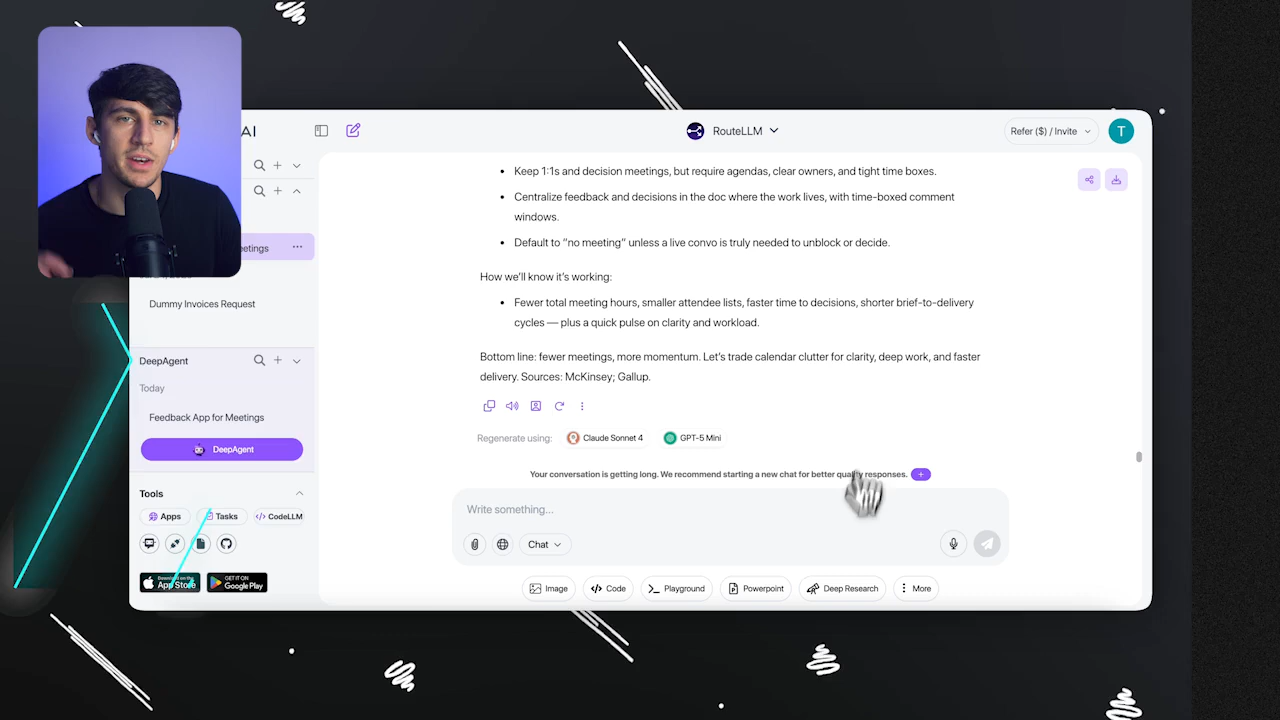 AI
RouteLLM
Refer ($) / Invite
T
eetings
Dummy Invoices Request
DeepAgent
Today
Feedback App for Meetings
DeepAgent
Tools
Apps
Tasks
CodeLLM
Download on the
App Store
GET IT ON
Google Play
Keep 1:1s and decision meetings, but require agendas, clear owners, and tight time boxes.
Centralize feedback and decisions in the doc where the work lives, with time-boxed comment
windows.
Default to “no meeting” unless a live convo is truly needed to unblock or decide.
How we’ll know it’s working:
Fewer total meeting hours, smaller attendee lists, faster time to decisions, shorter brief-to-delivery
cycles — plus a quick pulse on clarity and workload.
Bottom line: fewer meetings, more momentum. Let’s trade calendar clutter for clarity, deep work, and faster
delivery. Sources: McKinsey; Gallup.
Regenerate using:
Claude Sonnet 4
GPT-5 Mini
Your conversation is getting long. We recommend starting a new chat for better quality responses.
Write something...
Chat
Image
Code
Playground
Powerpoint
Deep Research
More